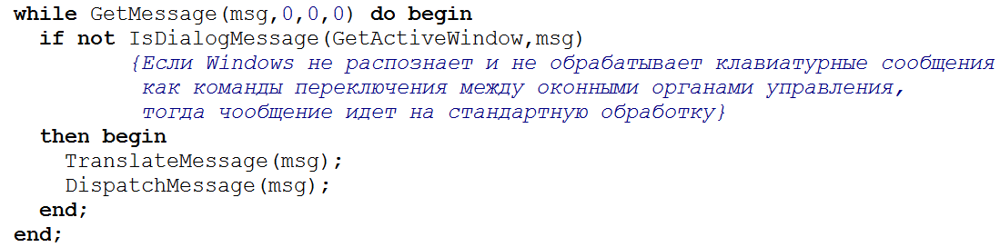 while GetMessage(msg,0,0,0) do begin
if not IsDialogMessage(GetActiveWindow,msg)
{Если Windows не распознает и не обрабатывает клавиатурные сообщения
как команды переключения между оконными органами управления,
тогда чообщение идет на стандартную обработку}
then begin
TranslateMessage(msg);
DispatchMessage(msg);
end;
end;